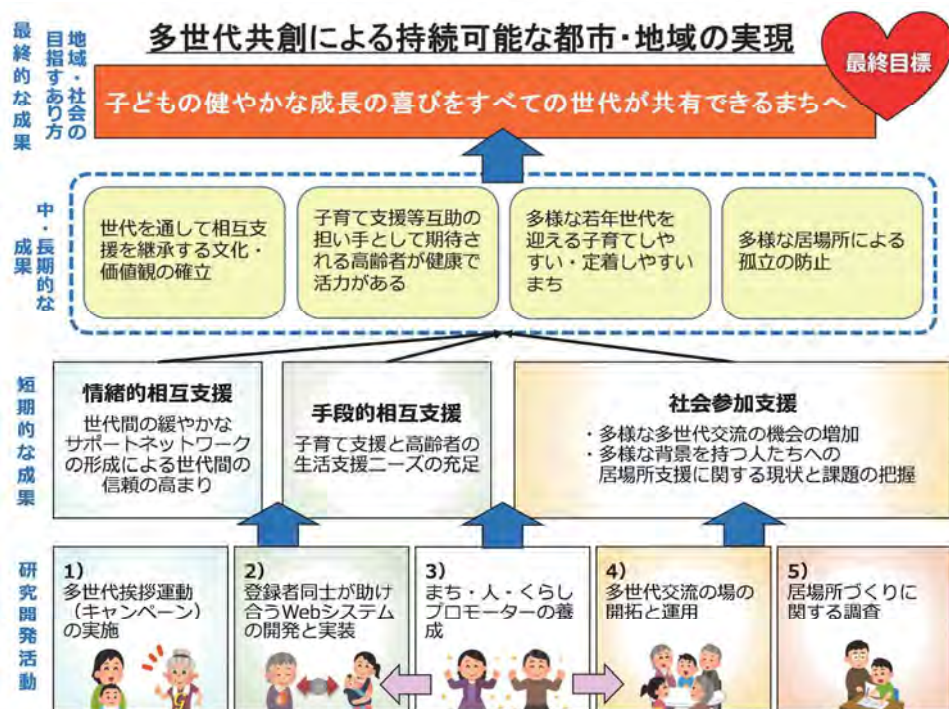 多世代共創による持続可能な都市・地域の実現
最終目標
地域・社会の
目指すあり方
最終的な成果
子どもの健やかな成長の喜びをすべての世代が共有できるまちへ
中・長期的な
成果
世代を通して相互支
援を継承する文化・
価値観の確立
子育て支援等互助の
担い手として期待さ
れる高齢者が健康で
活力がある
多様な若年世代を
迎える子育てしや
すい・定着しやすい
まち
多様な居場所による
孤立の防止
短期的な成果
情緒的相互支援
世代間の緩やかな
サポートネットワーク
の形成による世代間の
信頼の高まり
手段的相互支援
子育て支援と高齢者の
生活支援ニーズの充足
社会参加支援
・多様な多世代交流の機会の増加
・多様な背景を持つ人たちへの
居場所支援に関する現状と課題の把握
研究開発活動
1)
多世代挨拶運動
（キャンペーン）
の実施
2)
登録者同士が助け
合うWebシステム
の開発と実装
3)
まち・人・くらし
プロモーターの養
成
4)
多世代交流の場の
開拓と運用
5)
居場所づくりに
関する調査